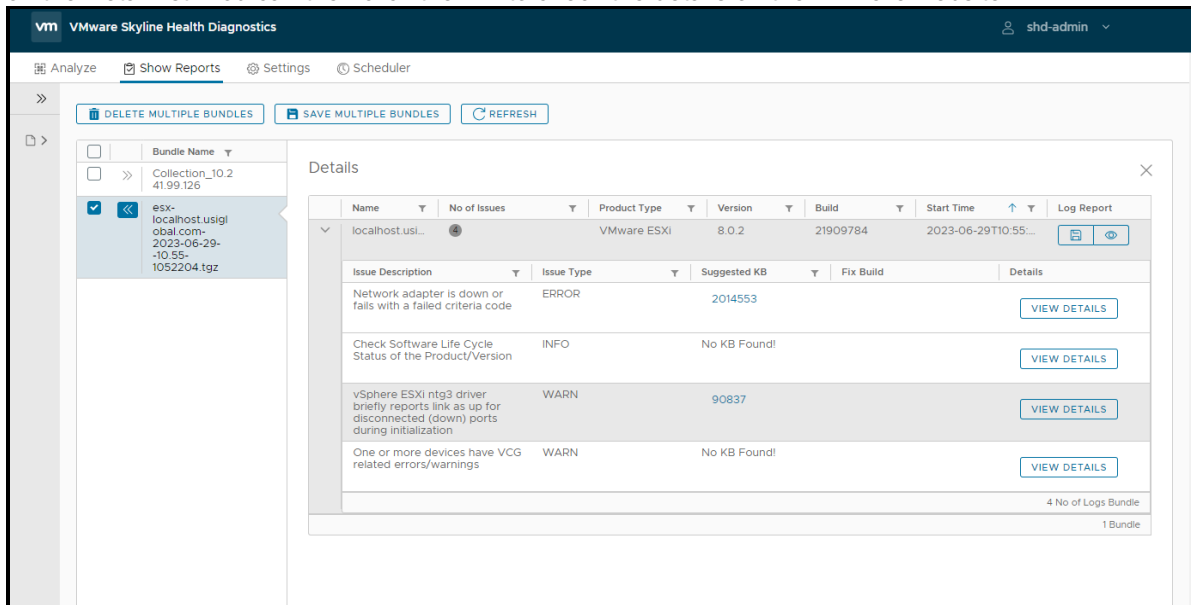 vm VMware Skyline Health Diagnostics
shd-admin
Analyze Show Reports Settings Scheduler
DELETE MULTIPLE BUNDLES SAVE MULTIPLE BUNDLES REFRESH
Bundle Name
Collection_10.2
41.99.126
esx-
localhost.usigl
obal.com-
2023-06-29-
-10.55-
1052204.tgz
Details
Name No of Issues Product Type Version Build Start Time Log Report
localhost.usi... 4 VMware ESXi 8.0.2 21909784 2023-06-29T10:55:...
Issue Description Issue Type Suggested KB Fix Build Details
Network adapter is down or
fails with a failed criteria code
ERROR 2014553 VIEW DETAILS
Check Software Life Cycle
Status of the Product/Version
INFO No KB Found! VIEW DETAILS
vSphere ESXi ntg3 driver
briefly reports link as up for
disconnected (down) ports
during initialization
WARN 90837 VIEW DETAILS
One or more devices have VCG
related errors/warnings
WARN No KB Found! VIEW DETAILS
4 No of Logs Bundle
1 Bundle